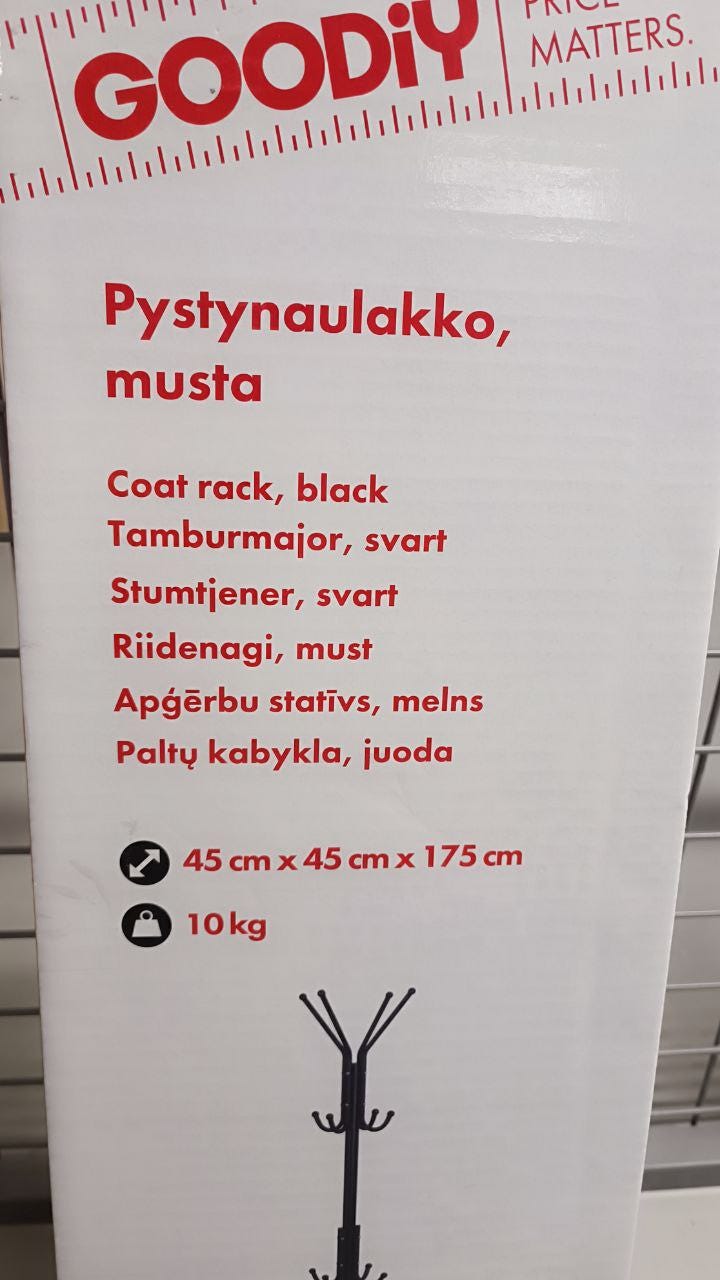 GOODiY
PRICE
MATTERS.
Pystynaulakko,
musta
Coat rack, black
Tamburmajor, svart
Stumtjener, svart
Riidenagi, must
Apģērbu statīvs, melns
Paltų kabykla, juoda
45 cm x 45 cm x 175 cm
10 kg